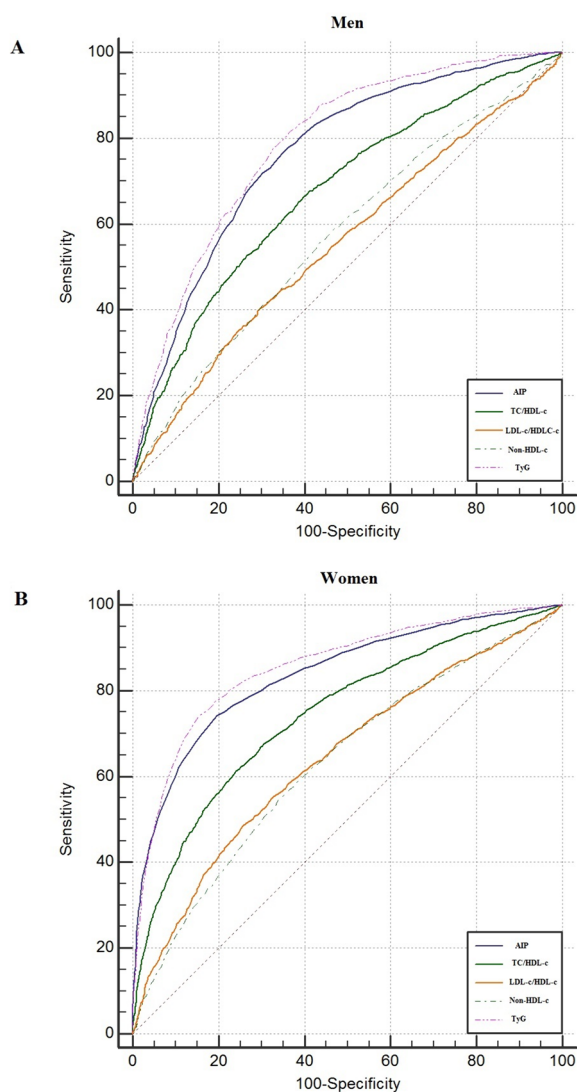 Men
A
100
80
60
40
20
0
Sensitivity
AIP
TC/HDL-c
LDL-c/HDLC-c
Non-HDL-c
TyG
0 20 40 60 80 100
100-Specificity
Women
B
100
80
60
40
20
0
Sensitivity
AIP
TC/HDL-c
LDL-c/HDL-c
Non-HDL-c
TyG
0 20 40 60 80 100
100-Specificity